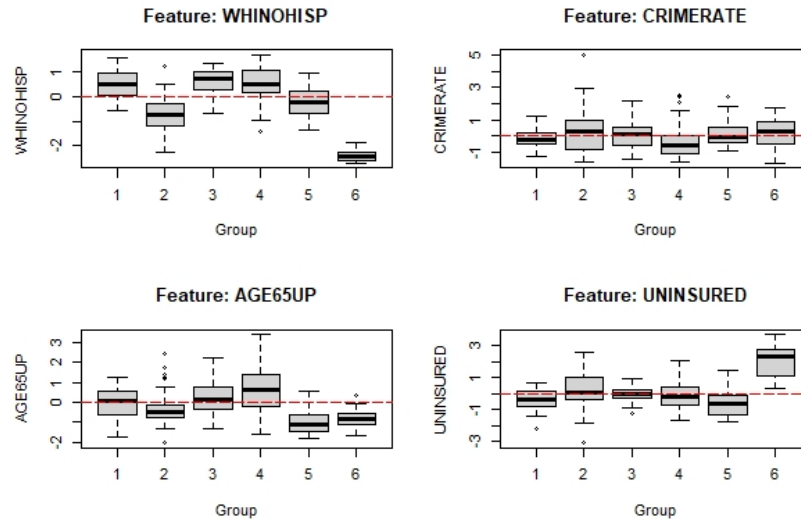 Feature: WHINOHISP
WHINOHISP
1
0
-2
1 2 3 4 5 6
Group
Feature: CRIMERATE
CRIMERATE
5
3
1
-1
1 2 3 4 5 6
Group
Feature: AGE65UP
AGE65UP
3
2
1
0
-2
1 2 3 4 5 6
Group
Feature: UNINSURED
UNINSURED
3
1
-1
-3
1 2 3 4 5 6
Group